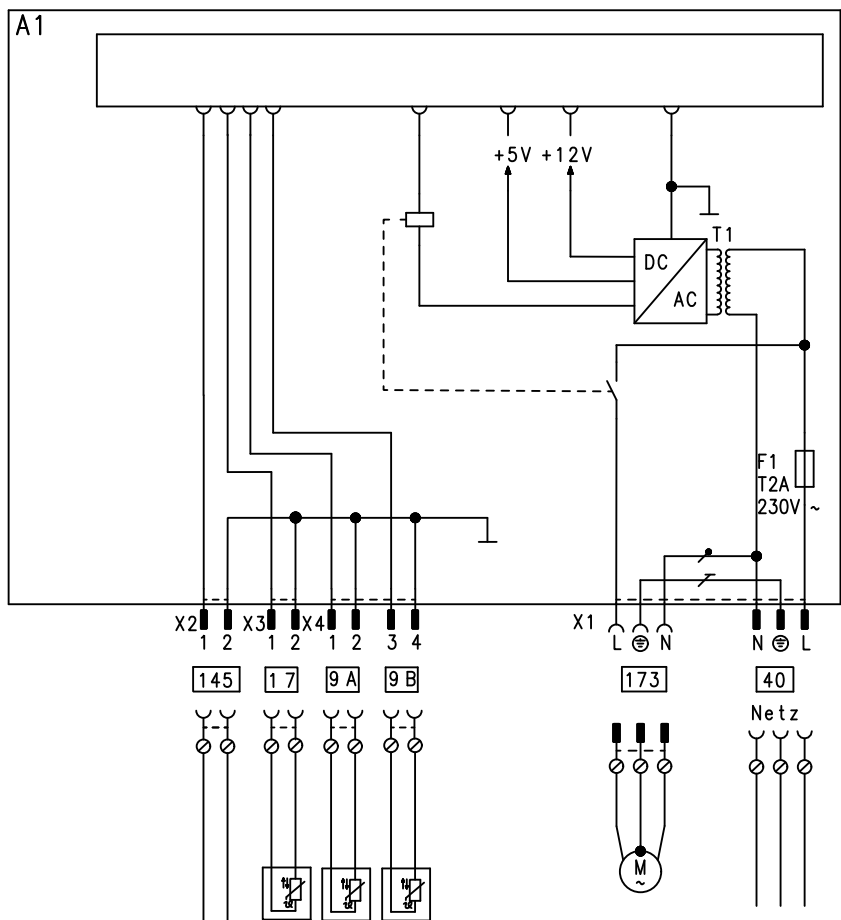 A1
+5V +12V
T1
DC
AC
F1
T2A
230V ~
X2 X3 X4 X1
1 2 1 2 1 2 3 4 L N N L
145 17 9A 9B 173 40
Netz
M
~